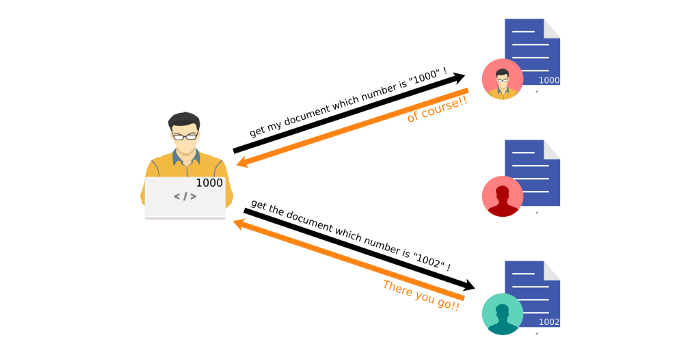 get my document which number is "1000" !
1000
of course!!
1000
</>
get the document which number is "1002" !
There you go!!
1002